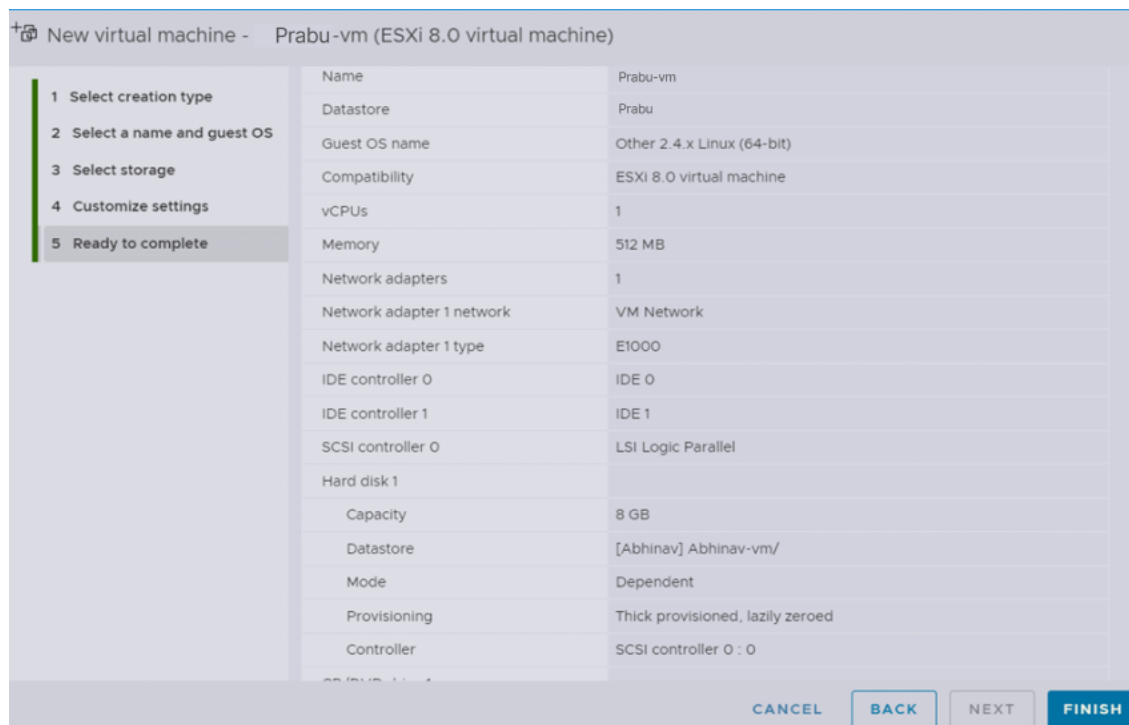 New virtual machine - Prabu-vm (ESXi 8.0 virtual machine)
1 Select creation type
2 Select a name and guest OS
3 Select storage
4 Customize settings
5 Ready to complete
Name Prabu-vm
Datastore Prabu
Guest OS name Other 2.4.x Linux (64-bit)
Compatibility ESXi 8.0 virtual machine
vCPUs 1
Memory 512 MB
Network adapters 1
Network adapter 1 network VM Network
Network adapter 1 type E1000
IDE controller 0 IDE 0
IDE controller 1 IDE 1
SCSI controller 0 LSI Logic Parallel
Hard disk 1
Capacity 8 GB
Datastore [Abhinav] Abhinav-vm/
Mode Dependent
Provisioning Thick provisioned, lazily zeroed
Controller SCSI controller 0 : 0
CANCEL BACK NEXT FINISH